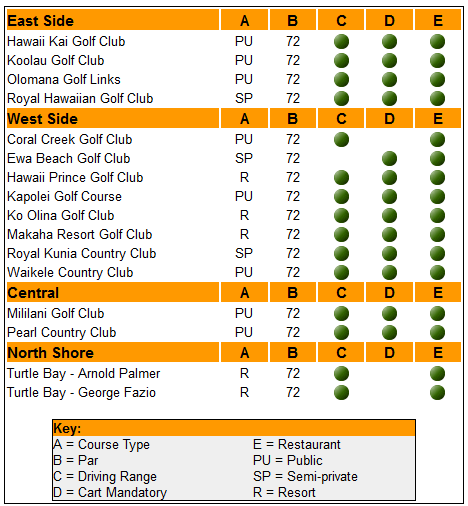 East Side A B C D E
Hawaii Kai Golf Club PU 72
Koolau Golf Club PU 72
Olomana Golf Links PU 72
Royal Hawaiian Golf Club SP 72
West Side A B C D E
Coral Creek Golf Club PU 72
Ewa Beach Golf Club SP 72
Hawaii Prince Golf Club R 72
Kapolei Golf Course PU 72
Ko Olina Golf Club R 72
Makaha Resort Golf Club R 72
Royal Kunia Country Club SP 72
Waikele Country Club PU 72
Central A B C D E
Mililani Golf Club PU 72
Pearl Country Club PU 72
North Shore A B C D E
Turtle Bay - Arnold Palmer R 72
Turtle Bay - George Fazio R 72
Key:
A = Course Type E = Restaurant
B = Par PU = Public
C = Driving Range SP = Semi-private
D = Cart Mandatory R = Resort